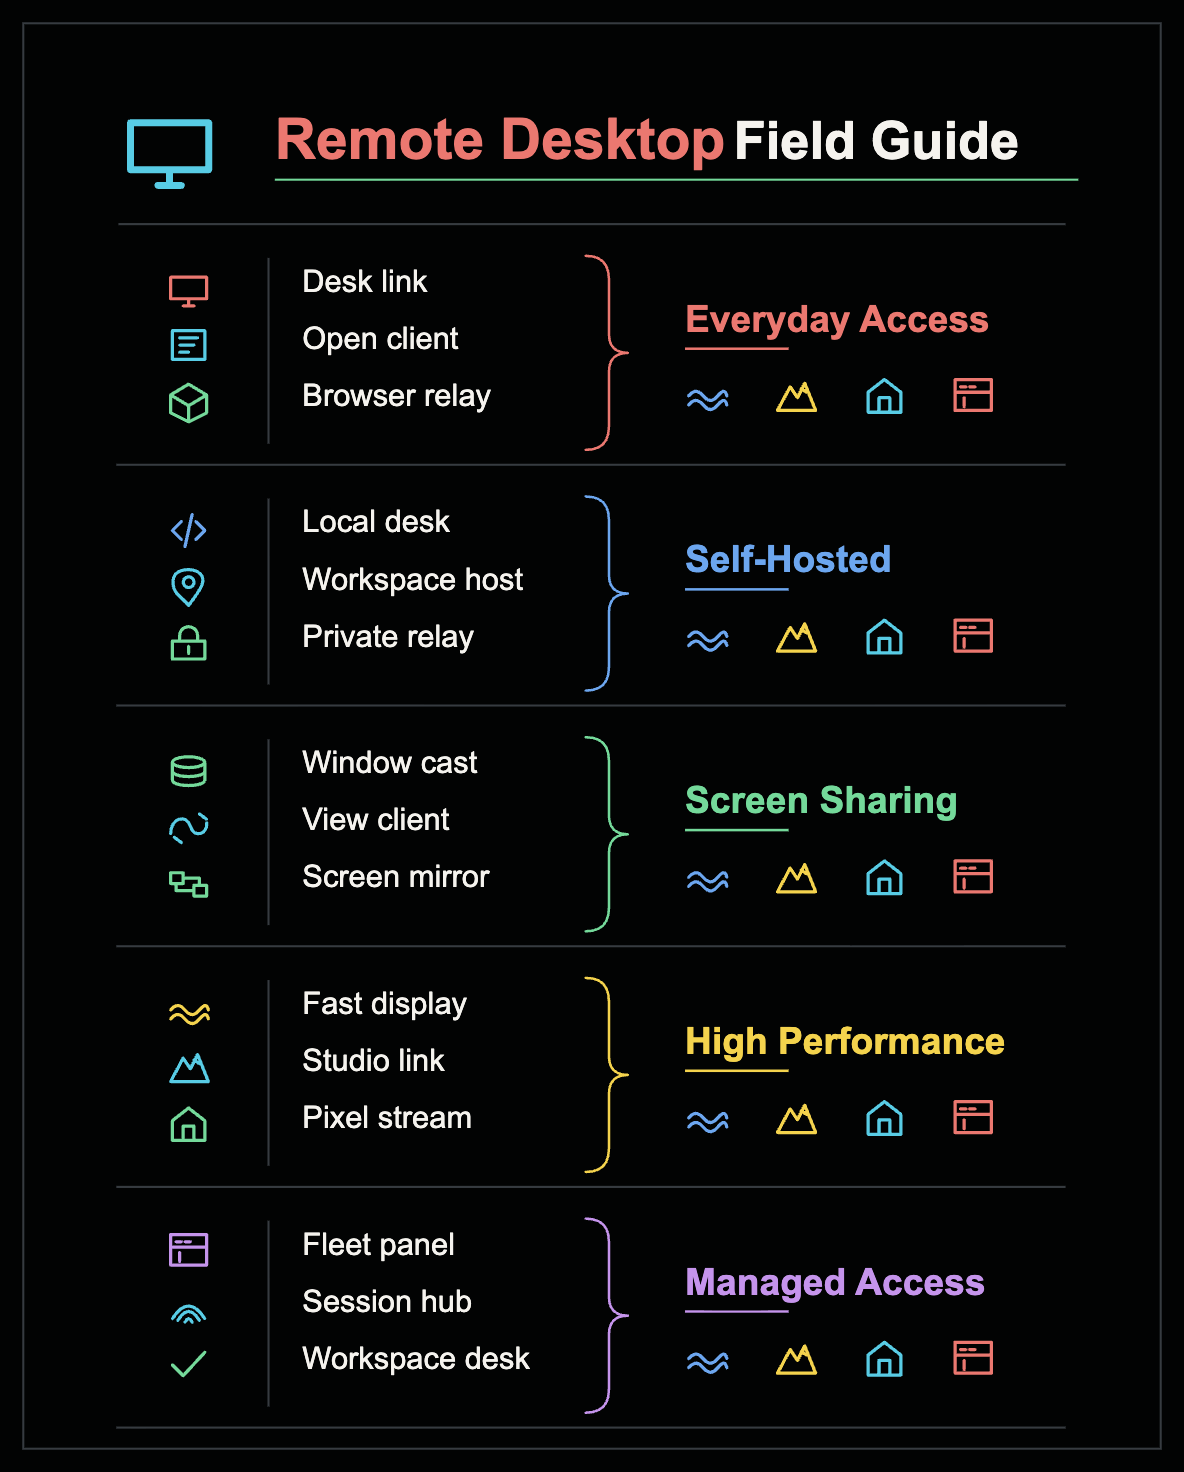 Remote Desktop Field Guide
Desk link
Open client
Browser relay
Everyday Access
Local desk
Workspace host
Private relay
Self-Hosted
Window cast
View client
Screen mirror
Screen Sharing
Fast display
Studio link
Pixel stream
High Performance
Fleet panel
Session hub
Workspace desk
Managed Access